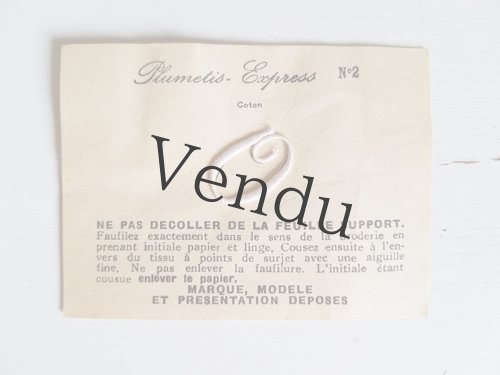 Plumetis-Express Nº2
Coton
O
Vendu
NE PAS DECOLLER DE LA FEUILLE SUPPORT.
Faufilez exactement dans le sens de la broderie en
prenant initiale papier et linge. Cousez ensuite à l'en-
vers du tissu à points de surjet avec une aiguille
fine. Ne pas enlever la faufilure. L'initiale étant
cousue enlever le papier.
MARQUE, MODELE
ET PRESENTATION DEPOSES